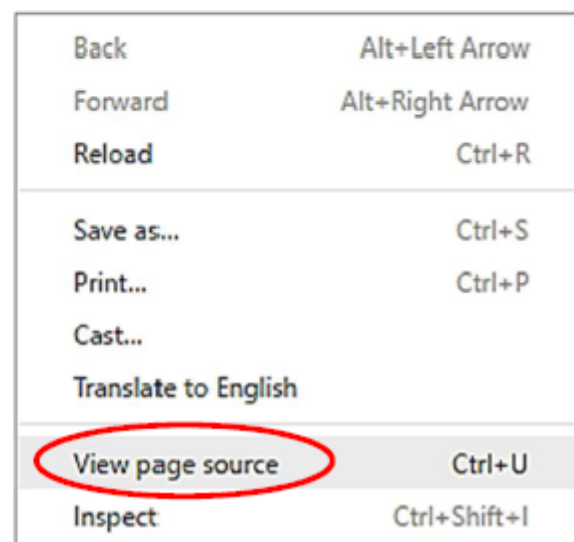 Back Alt+Left Arrow
Forward Alt+Right Arrow
Reload Ctrl+R
Save as... Ctrl+S
Print... Ctrl+P
Cast...
Translate to English
View page source Ctrl+U
Inspect Ctrl+Shift+I